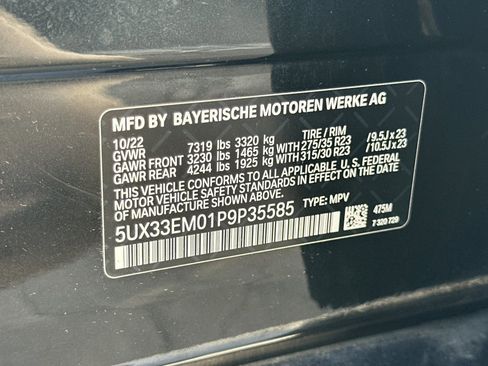 MFD BY BAYERISCHE MOTOREN WERKE AG
10/22 TIRE / RIM
GVWR 7319 lbs 3320 kg
GAWR FRONT 3230 lbs 1465 kg WITH 275/35 R23 / 9.5J x 23
GAWR REAR 4244 lbs 1925 kg WITH 315/30 R23 / 10.5J x 23
THIS VEHICLE CONFORMS TO ALL APPLICABLE U. S. FEDERAL
MOTOR VEHICLE SAFETY STANDARDS IN EFFECT ON THE DATE
OF MANUFACTURE SHOWN ABOVE.
5UX33EM01P9P35585 TYPE: MPV
475M
7 320 729